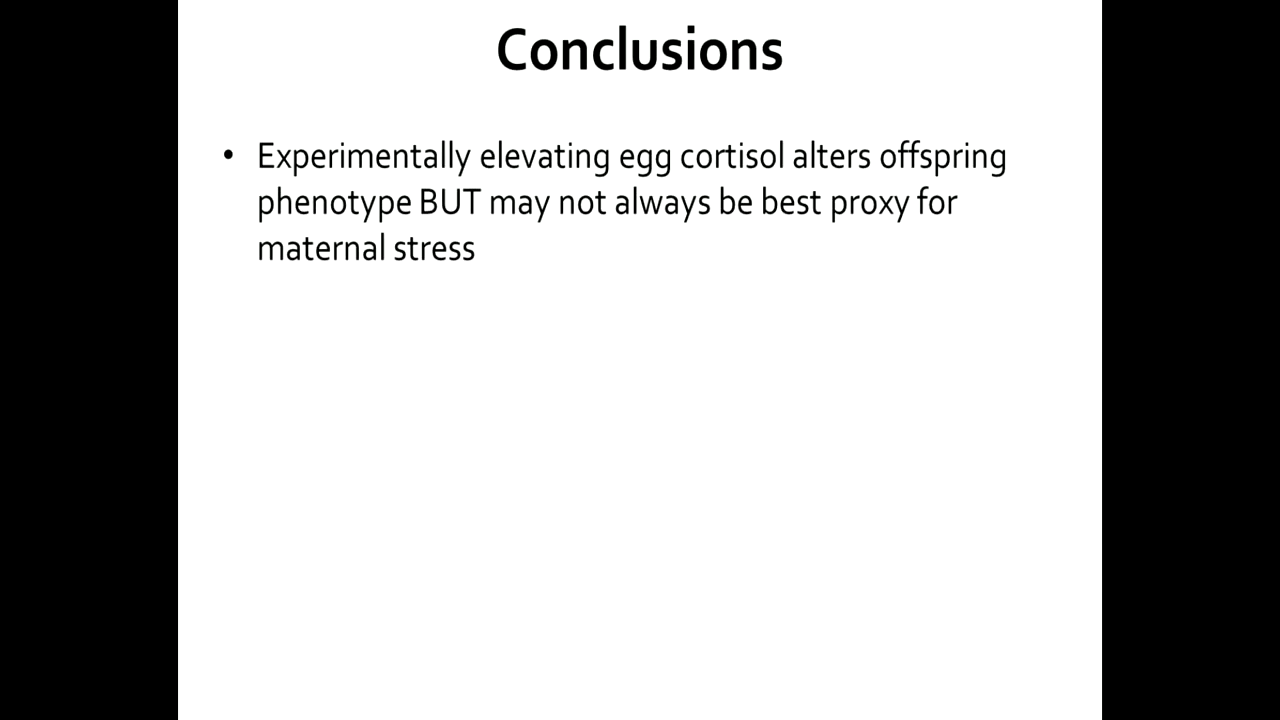 Conclusions
• Experimentally elevating egg cortisol alters offspring
phenotype BUT may not always be best proxy for
maternal stress